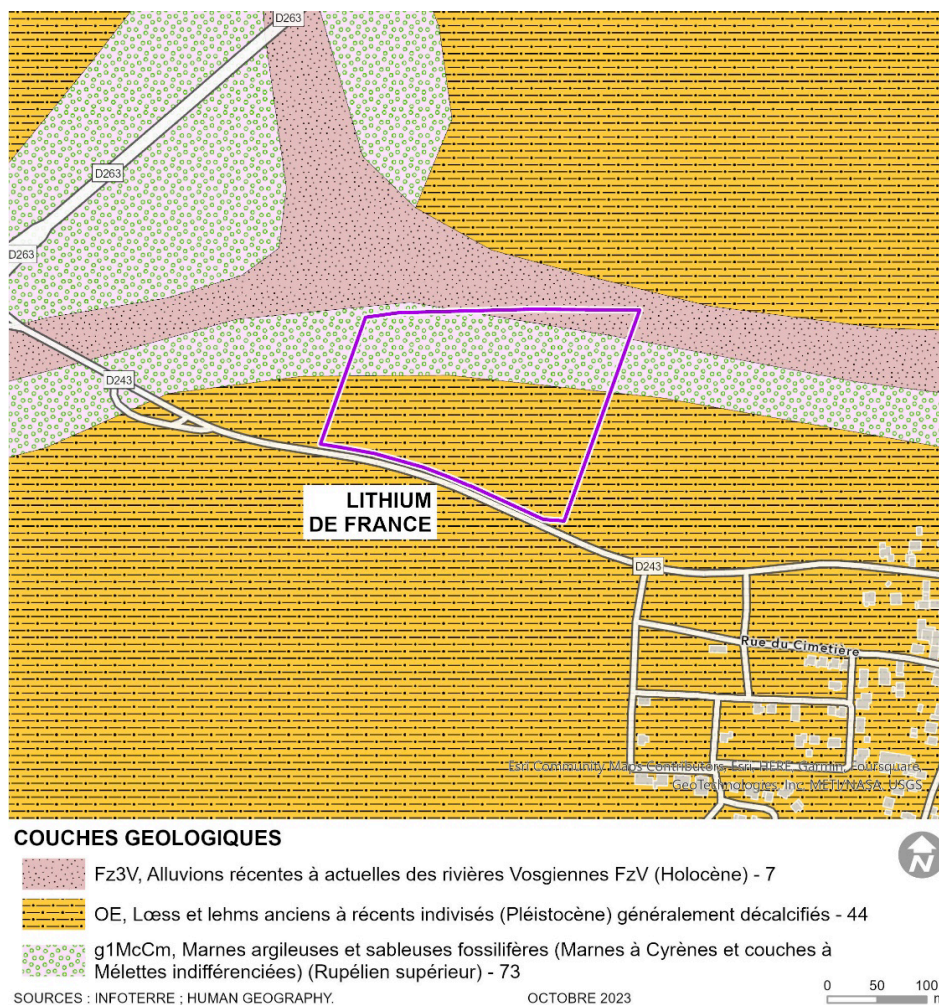 D263
D263
D263
D243
LITHIUM
DE FRANCE
D243
Rue du Cimetière
Esri Community Maps Contributors, Esri, HERE, Garmin, Foursquare,
GeoTechnologies, Inc, METI/NASA, USGS
COUCHES GEOLOGIQUES
N
Fz3V, Alluvions récentes à actuelles des rivières Vosgiennes FzV (Holocène) - 7
OE, Lœss et lehms anciens à récents indivisés (Pléistocène) généralement décalcifiés - 44
g1McCm, Marnes argileuses et sableuses fossilifères (Marnes à Cyrènes et couches à
Mélettes indifférenciées) (Rupélien supérieur) - 73
SOURCES : INFOTERRE ; HUMAN GEOGRAPHY.
OCTOBRE 2023
0 50 100